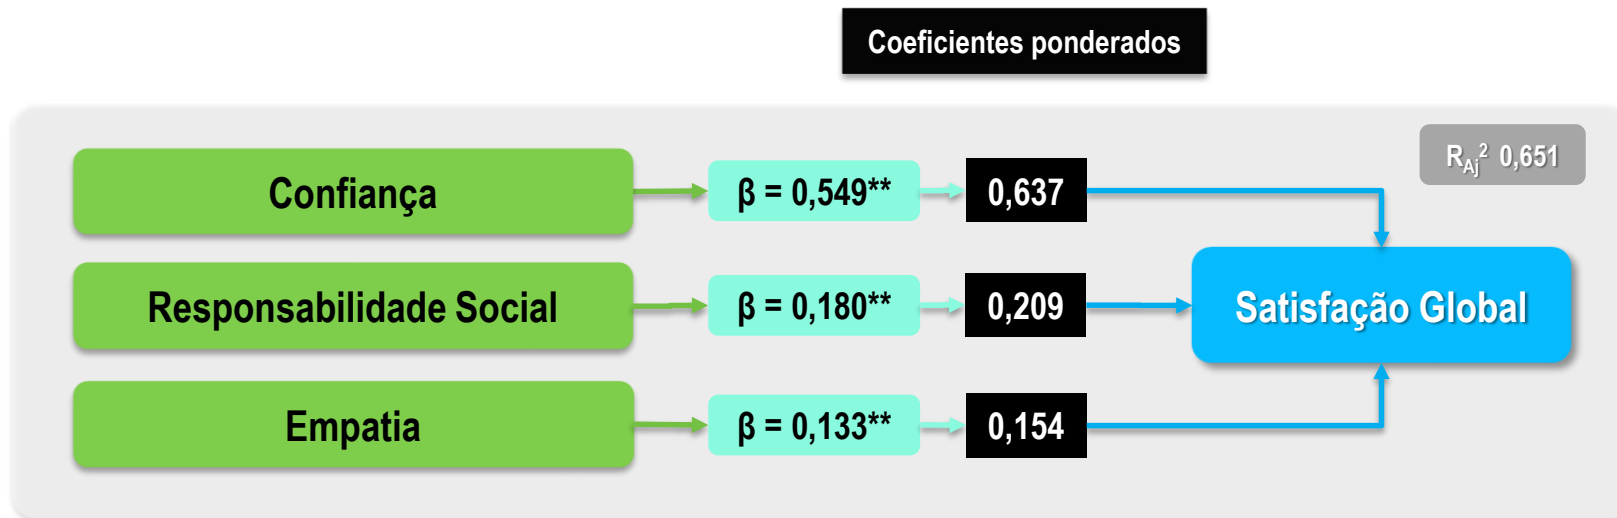 Coeficientes ponderados
R_Aj² 0,651
Confiança
β = 0,549**
0,637
Responsabilidade Social
β = 0,180**
0,209
Satisfação Global
Empatia
β = 0,133**
0,154